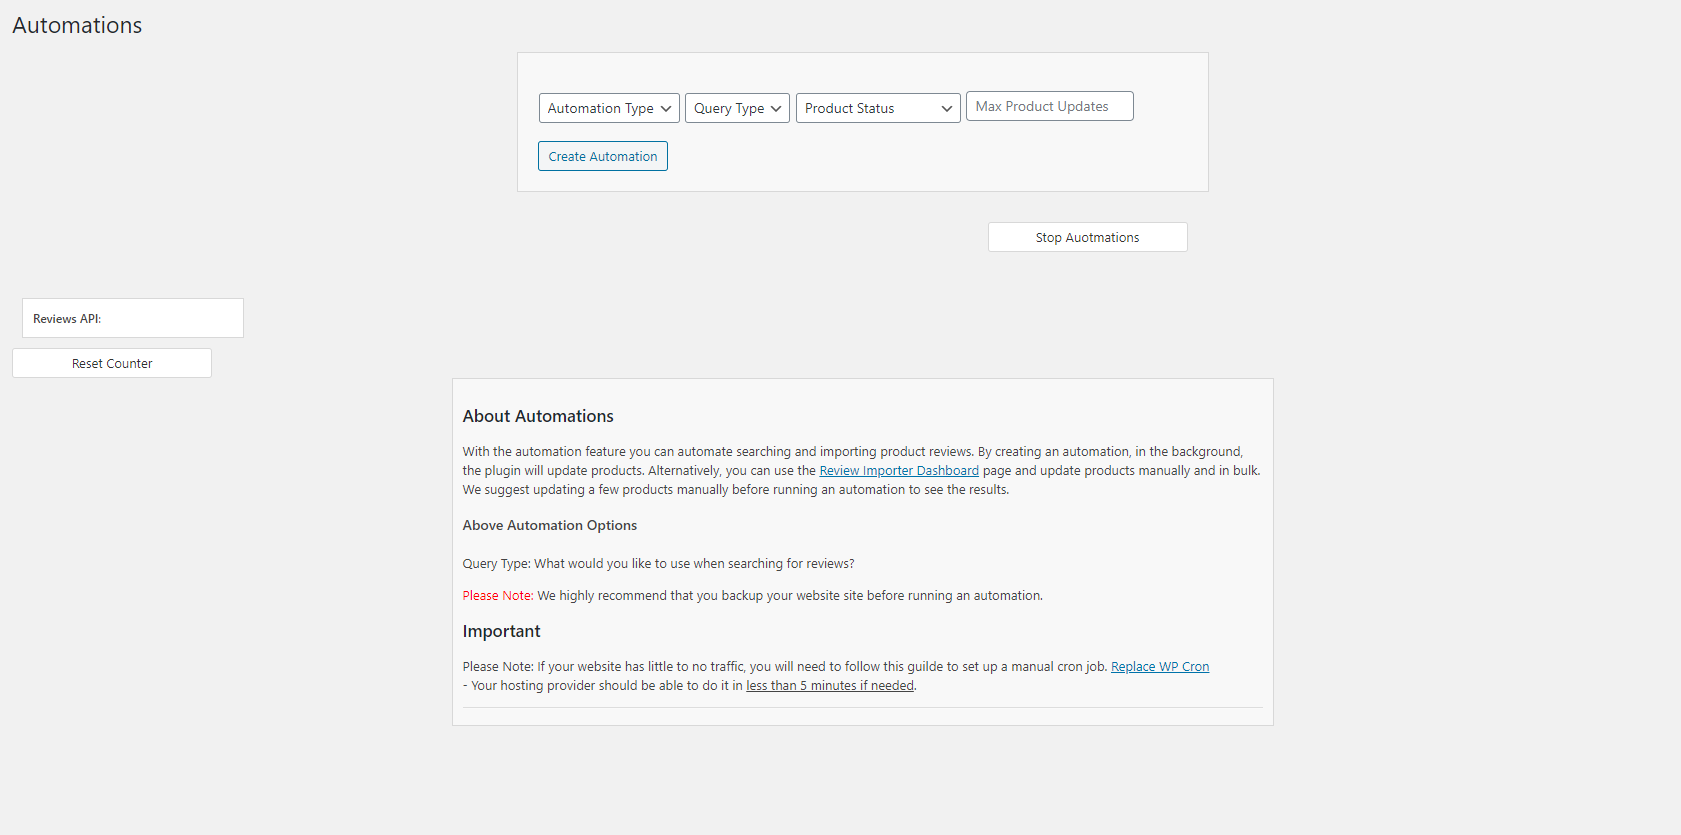 Automations
Automation Type Query Type Product Status Max Product Updates
Create Automation
Stop Auotmations
Reviews API:
Reset Counter
About Automations
With the automation feature you can automate searching and importing product reviews. By creating an automation, in the background,
the plugin will update products. Alternatively, you can use the Review Importer Dashboard page and update products manually and in bulk.
We suggest updating a few products manually before running an automation to see the results.
Above Automation Options
Query Type: What would you like to use when searching for reviews?
Please Note: We highly recommend that you backup your website site before running an automation.
Important
Please Note: If your website has little to no traffic, you will need to follow this guilde to set up a manual cron job. Replace WP Cron
- Your hosting provider should be able to do it in less than 5 minutes if needed.